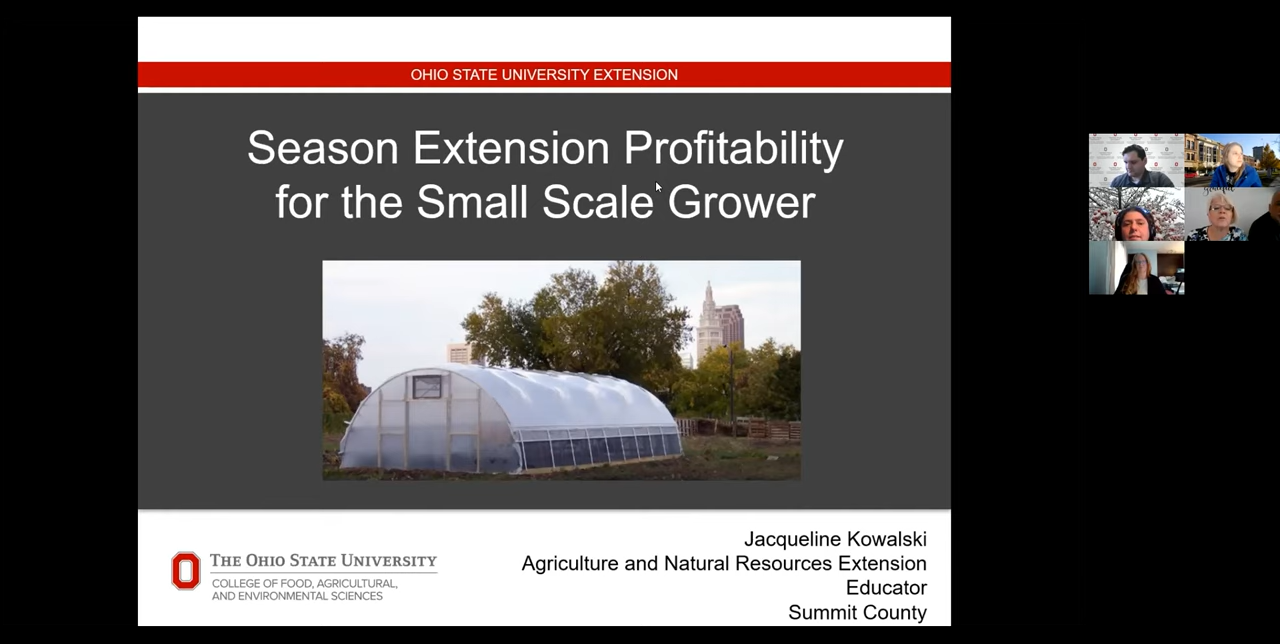 OHIO STATE UNIVERSITY EXTENSION
Season Extension Profitability
for the Small Scale Grower
Jacqueline Kowalski
Agriculture and Natural Resources Extension
Educator
Summit County
THE OHIO STATE UNIVERSITY
COLLEGE OF FOOD, AGRICULTURAL,
AND ENVIRONMENTAL SCIENCES